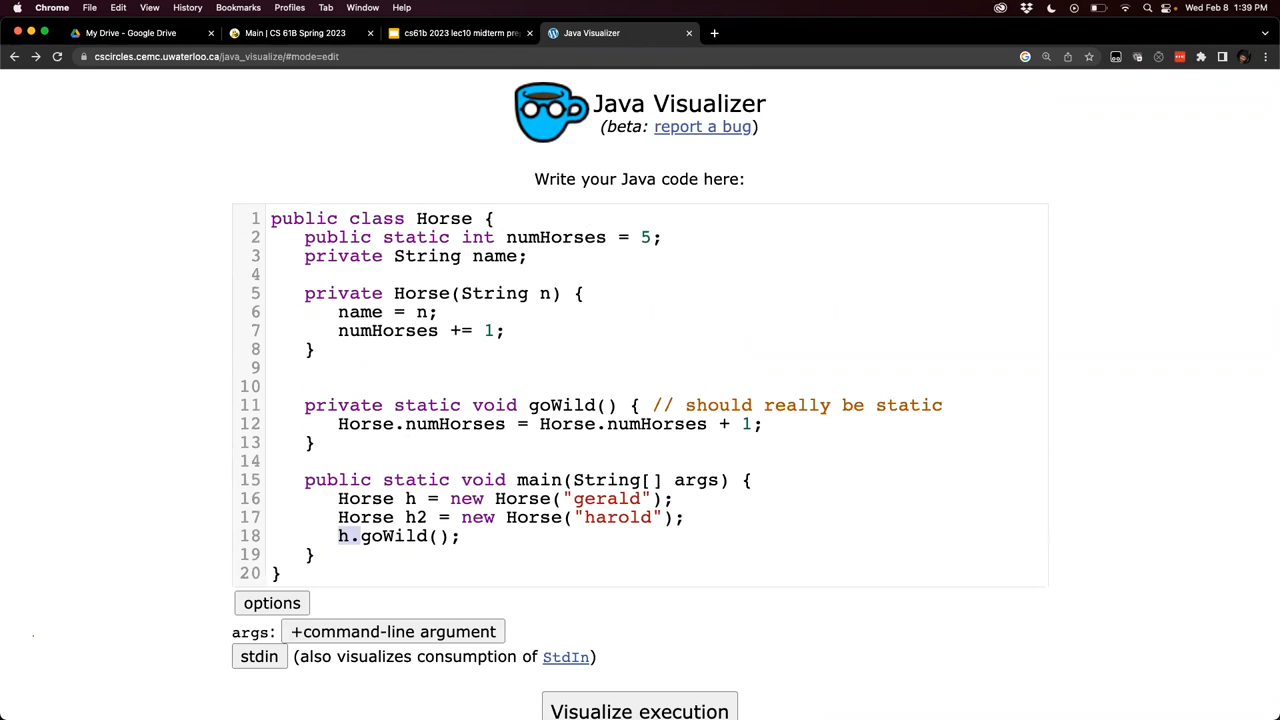 Chrome File Edit View History Bookmarks Profiles Tab Window Help Wed Feb 8 1:39 PM
My Drive - Google Drive Main | CS 61B Spring 2023 cs61b 2023 lec10 midterm pre Java Visualizer
cscircles.cemc.uwaterloo.ca/java_visualize/#mode=edit
Java Visualizer
(beta: report a bug)
Write your Java code here:
1 public class Horse {
2 public static int numHorses = 5;
3 private String name;
4
5 private Horse(String n) {
6 name = n;
7 numHorses += 1;
8 }
9
10
11 private static void goWild() { // should really be static
12 Horse.numHorses = Horse.numHorses + 1;
13 }
14
15 public static void main(String[] args) {
16 Horse h = new Horse("gerald");
17 Horse h2 = new Horse("harold");
18 h.goWild();
19 }
20 }
options
args: +command-line argument
stdin (also visualizes consumption of StdIn)
Visualize execution